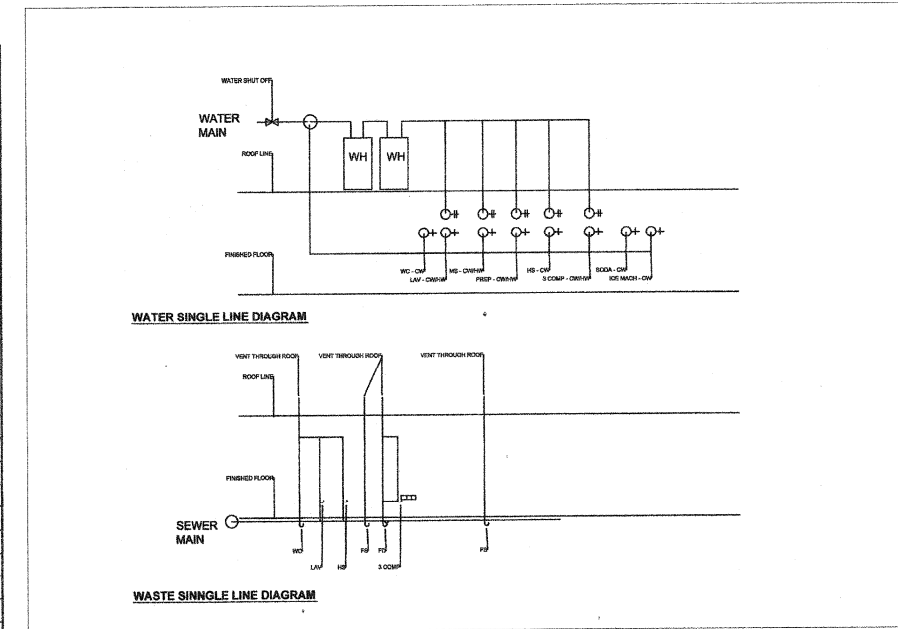 WATER SHUT OFF
WATER
MAIN
WH
WH
ROOF LINE
FINISHED FLOOR
WC - CW
LAV - CW/HW
MS - CW/HW
PREP - CW/HW
HS - CW
3 COMP - CW/HW
SODA - CW
ICE MACH - CW
WATER SINGLE LINE DIAGRAM
VENT THROUGH ROOF
VENT THROUGH ROOF
VENT THROUGH ROOF
ROOF LINE
FINISHED FLOOR
SEWER
MAIN
WC
LAV
HS
FS
FD
3 COMP
WASTE SINNGLE LINE DIAGRAM